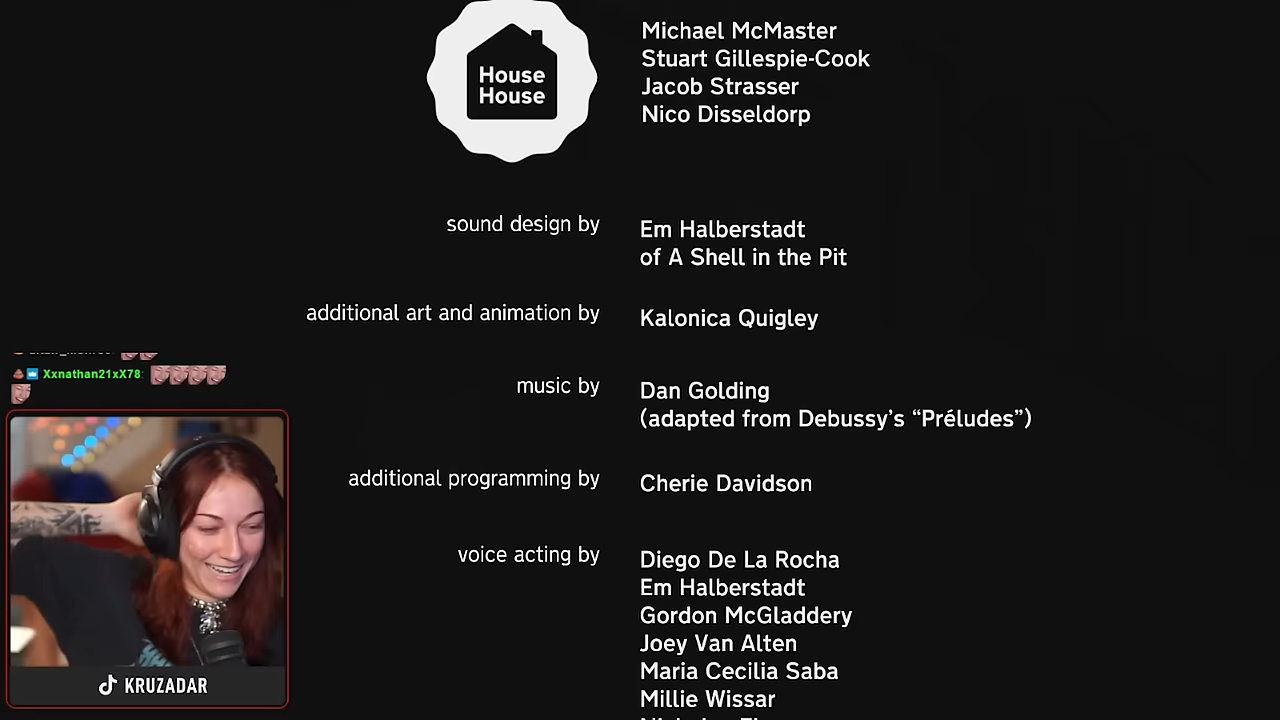 House
House
Michael McMaster
Stuart Gillespie-Cook
Jacob Strasser
Nico Disseldorp
sound design by
Em Halberstadt
of A Shell in the Pit
additional art and animation by
Kalonica Quigley
music by
Dan Golding
(adapted from Debussy’s “Préludes”)
additional programming by
Cherie Davidson
voice acting by
Diego De La Rocha
Em Halberstadt
Gordon McGladdery
Joey Van Alten
Maria Cecilia Saba
Millie Wissar
Xxnathan21xX78:
KRUZADAR